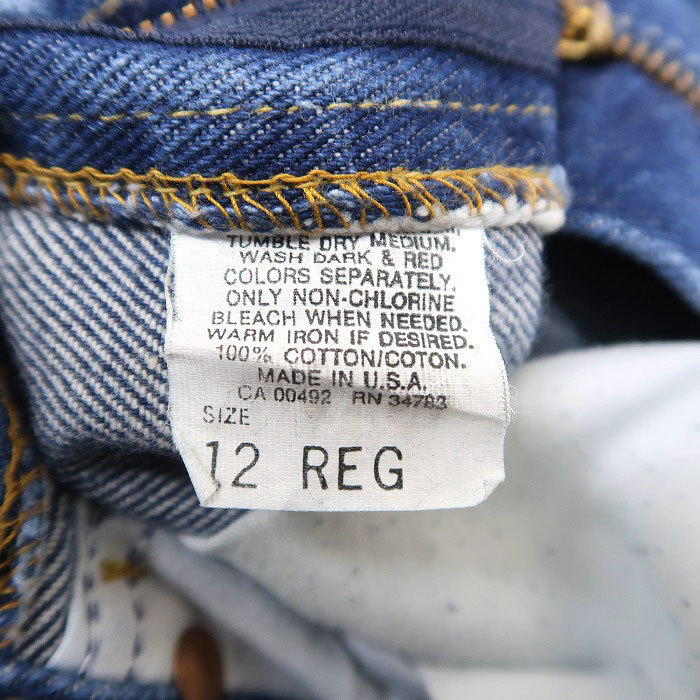 TUMBLE DRY MEDIUM.
WASH DARK & RED
COLORS SEPARATELY.
ONLY NON-CHLORINE
BLEACH WHEN NEEDED.
WARM IRON IF DESIRED.
100% COTTON/COTON.
MADE IN U.S.A.
CA 00492 RN 34783
SIZE
12 REG